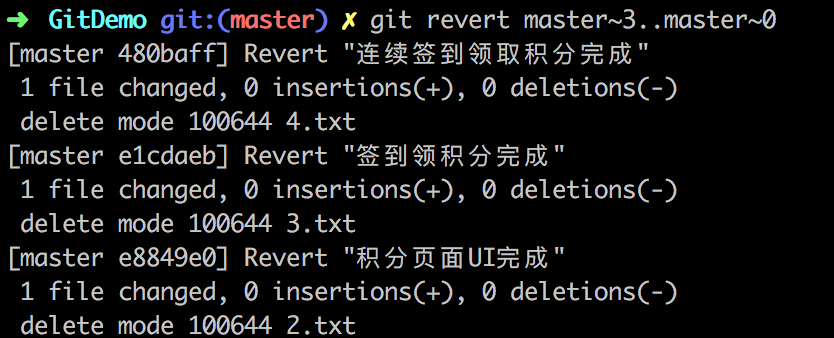 ➜ GitDemo git:(master) ✗ git revert master~3..master~0
[master 480baff] Revert "连续签到领取积分完成"
 1 file changed, 0 insertions(+), 0 deletions(-)
 delete mode 100644 4.txt
[master e1cdaeb] Revert "签到领积分完成"
 1 file changed, 0 insertions(+), 0 deletions(-)
 delete mode 100644 3.txt
[master e8849e0] Revert "积分页面UI完成"
 1 file changed, 0 insertions(+), 0 deletions(-)
 delete mode 100644 2.txt